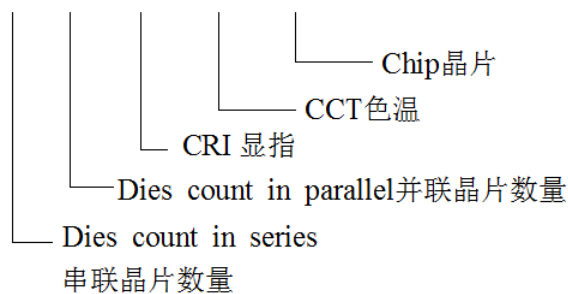 Chip晶片
CCT色温
CRI 显指
Dies count in parallel并联晶片数量
Dies count in series
串联晶片数量